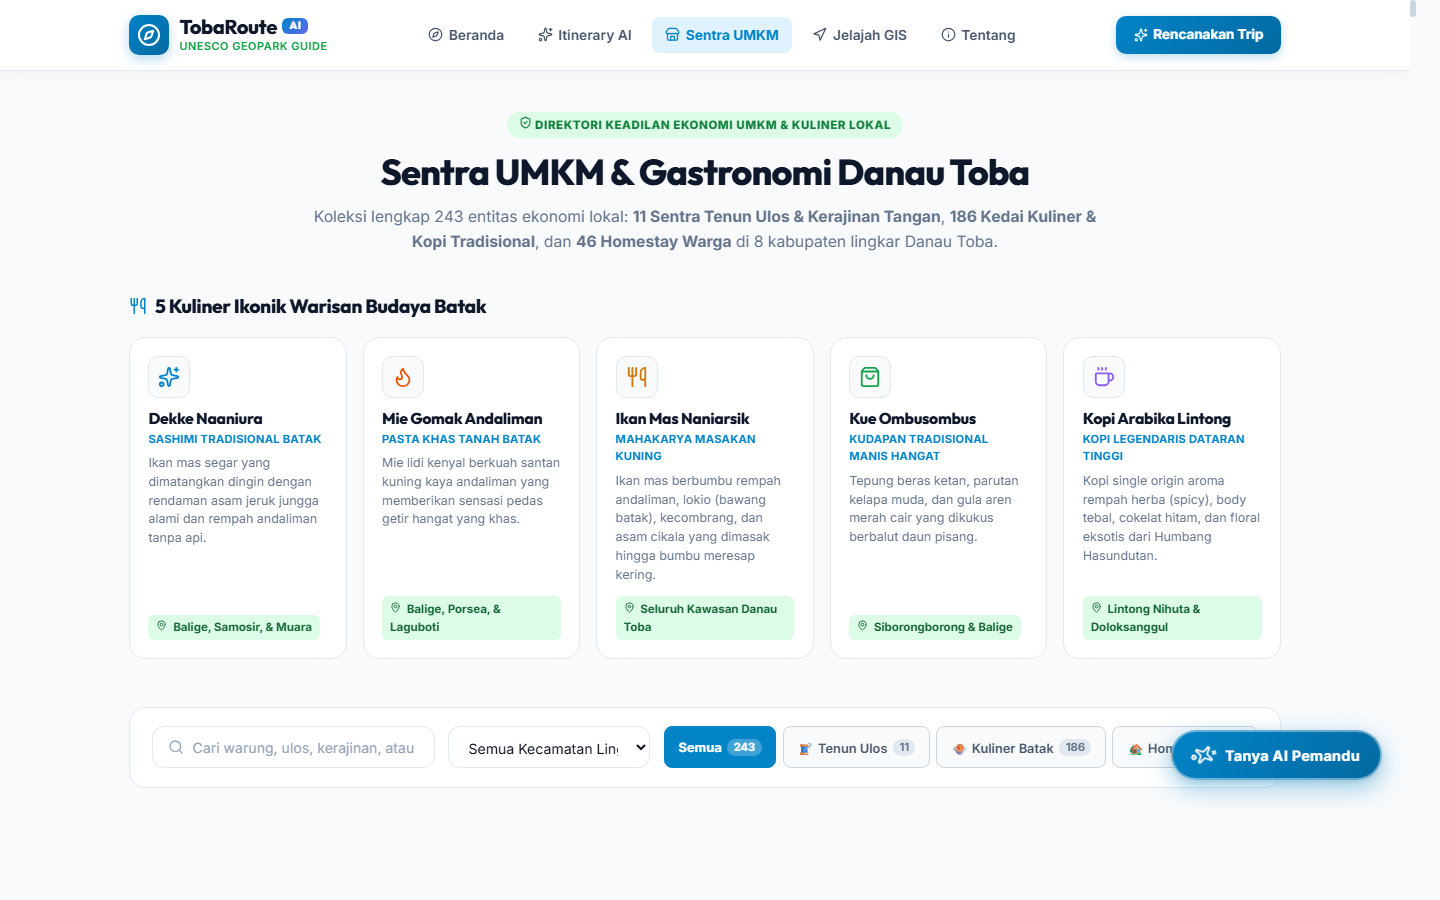 TobaRoute AI
UNESCO GEOPARK GUIDE
Beranda
Itinerary AI
Sentra UMKM
Jelajah GIS
Tentang
Rencanakan Trip
DIREKTORI KEADILAN EKONOMI UMKM & KULINER LOKAL
Sentra UMKM & Gastronomi Danau Toba
Koleksi lengkap 243 entitas ekonomi lokal: 11 Sentra Tenun Ulos & Kerajinan Tangan, 186 Kedai Kuliner &
Kopi Tradisional, dan 46 Homestay Warga di 8 kabupaten lingkar Danau Toba.
5 Kuliner Ikonik Warisan Budaya Batak
Dekke Naaniura
SASHIMI TRADISIONAL BATAK
Ikan mas segar yang
dimatangkan dingin dengan
rendaman asam jeruk jungga
alami dan rempah andaliman
tanpa api.
Balige, Samosir, & Muara
Mie Gomak Andaliman
PASTA KHAS TANAH BATAK
Mie lidi kenyal berkuah santan
kuning kaya andaliman yang
memberikan sensasi pedas
getir hangat yang khas.
Balige, Porsea, &
Laguboti
Ikan Mas Naniarsik
MAHAKARYA MASAKAN
KUNING
Ikan mas berbumbu rempah
andaliman, lokio (bawang
batak), kecombrang, dan
asam cikala yang dimasak
hingga bumbu meresap
kering.
Seluruh Kawasan Danau
Toba
Kue Ombusombus
KUDAPAN TRADISIONAL
MANIS HANGAT
Tepung beras ketan, parutan
kelapa muda, dan gula aren
merah cair yang dikukus
berbalut daun pisang.
Siborongborong & Balige
Kopi Arabika Lintong
KOPI LEGENDARIS DATARAN
TINGGI
Kopi single origin aroma
rempah herba (spicy), body
tebal, cokelat hitam, dan floral
eksotis dari Humbang
Hasundutan.
Lintong Nihuta &
Doloksanggul
Cari warung, ulos, kerajinan, atau
Semua Kecamatan Ling
Semua 243
Tenun Ulos 11
Kuliner Batak 186
Tanya AI Pemandu